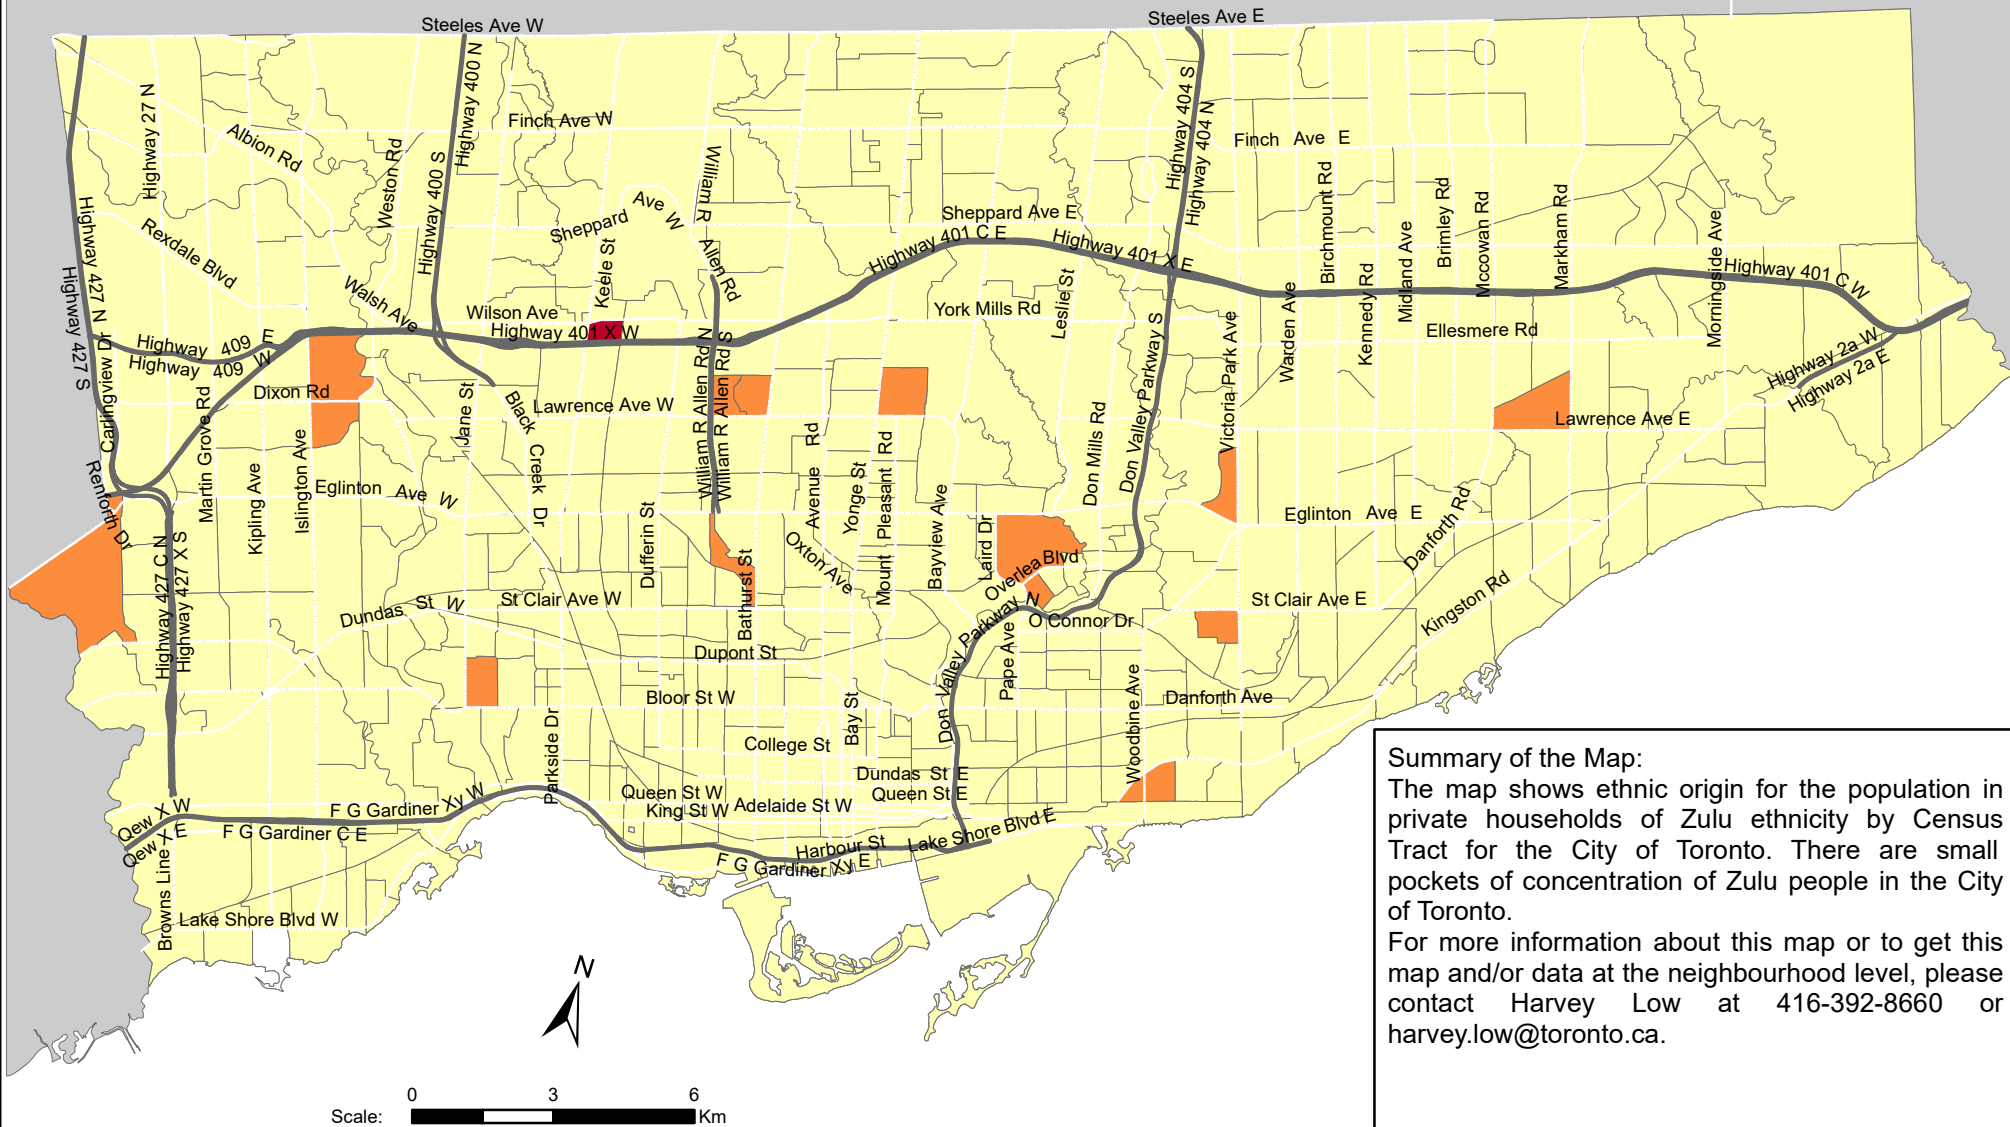 Steeles Ave W
Steeles Ave E
Highway 27 N
Albion Rd
Weston Rd
Highway 400 N
Highway 400 S
Finch Ave W
William R Allen Rd
Highway 404 S
Highway 404 N
Finch Ave E
Birchmount Rd
Brimley Rd
Mccowan Rd
Markham Rd
Midland Ave
Kennedy Rd
Warden Ave
Morningside Ave
Highway 427 N
Highway 427 S
Rexdale Blvd
Sheppard Ave W
Sheppard Ave E
Keele St
Walsh Ave
Wilson Ave
Highway 401 X W
Highway 401 C E
Highway 401 X E
Highway 401 C W
York Mills Rd
Leslie St
Ellesmere Rd
Highway 2a W
Highway 2a E
Highway 409 E
Highway 409 W
Carlingview Dr
Dixon Rd
Martin Grove Rd
Jane St
Black Creek Dr
Lawrence Ave W
William R Allen Rd N
William R Allen Rd S
Don Valley Parkway S
Victoria Park Ave
Lawrence Ave E
Renforth Dr
Kipling Ave
Islington Ave
Eglinton Ave W
Dufferin St
Avenue Rd
Yonge St
Mount Pleasant Rd
Bayview Ave
Laird Dr
Don Mills Rd
Eglinton Ave E
Danforth Rd
Highway 427 C N
Highway 427 X S
Oxton Ave
Overlea Blvd
Dundas St W
St Clair Ave W
Bathurst St
St Clair Ave E
Kingston Rd
O Connor Dr
Don Valley Parkway N
Pape Ave
Dupont St
Bloor St W
Bay St
Woodbine Ave
Danforth Ave
Parkside Dr
College St
Dundas St E
Queen St E
Queen St W
King St W
Adelaide St W
Qew X W
Qew X E
F G Gardiner Xy W
F G Gardiner C E
Harbour St
Lake Shore Blvd E
F G Gardiner Xy E
Browns Line
Lake Shore Blvd W
N
0 3 6
Scale: Km
Summary of the Map:
The map shows ethnic origin for the population in
private households of Zulu ethnicity by Census
Tract for the City of Toronto. There are small
pockets of concentration of Zulu people in the City
of Toronto.
For more information about this map or to get this
map and/or data at the neighbourhood level, please
contact Harvey Low at 416-392-8660 or
harvey.low@toronto.ca.